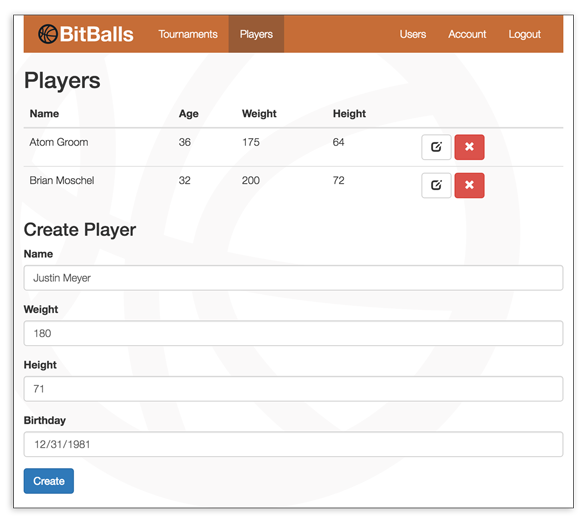 BitBalls Tournaments Players Users Account Logout
Players
Name Age Weight Height
Atom Groom 36 175 64
Brian Moschel 32 200 72
Create Player
Name
Justin Meyer
Weight
180
Height
71
Birthday
12/31/1981
Create